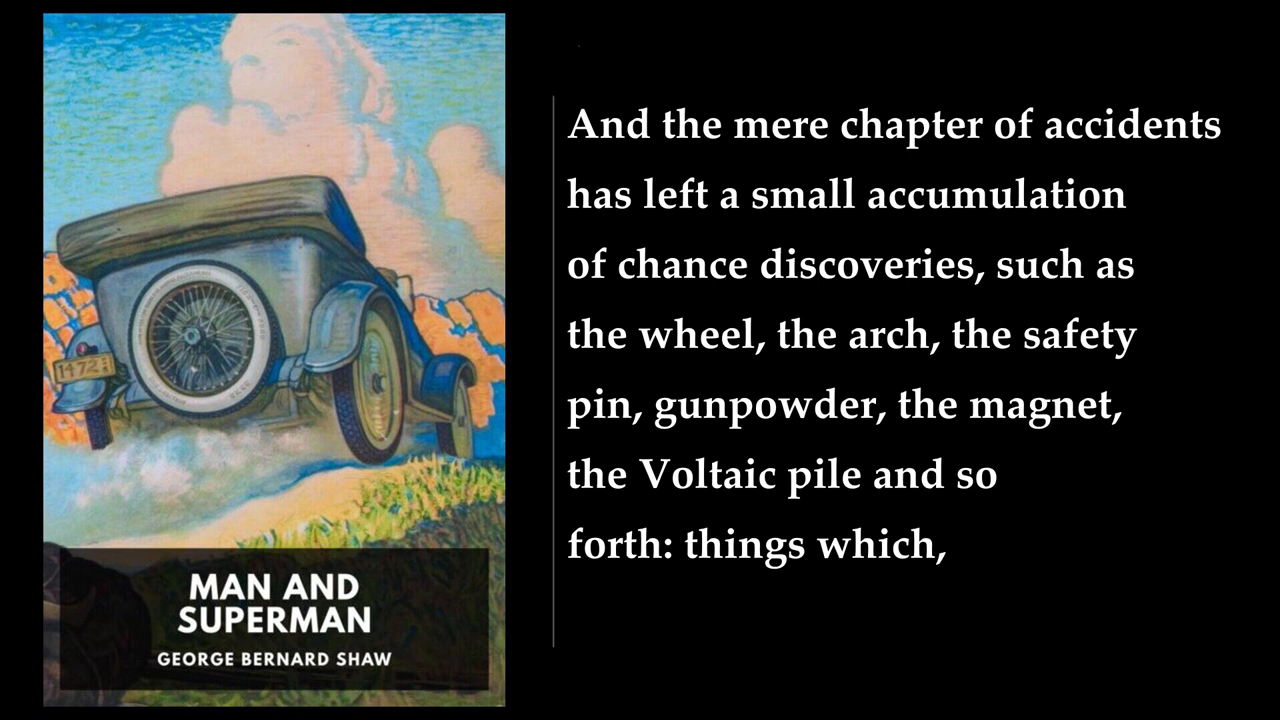 And the mere chapter of accidents
has left a small accumulation
of chance discoveries, such as
the wheel, the arch, the safety
pin, gunpowder, the magnet,
the Voltaic pile and so
forth: things which,
1472
MAN AND
SUPERMAN
GEORGE BERNARD SHAW